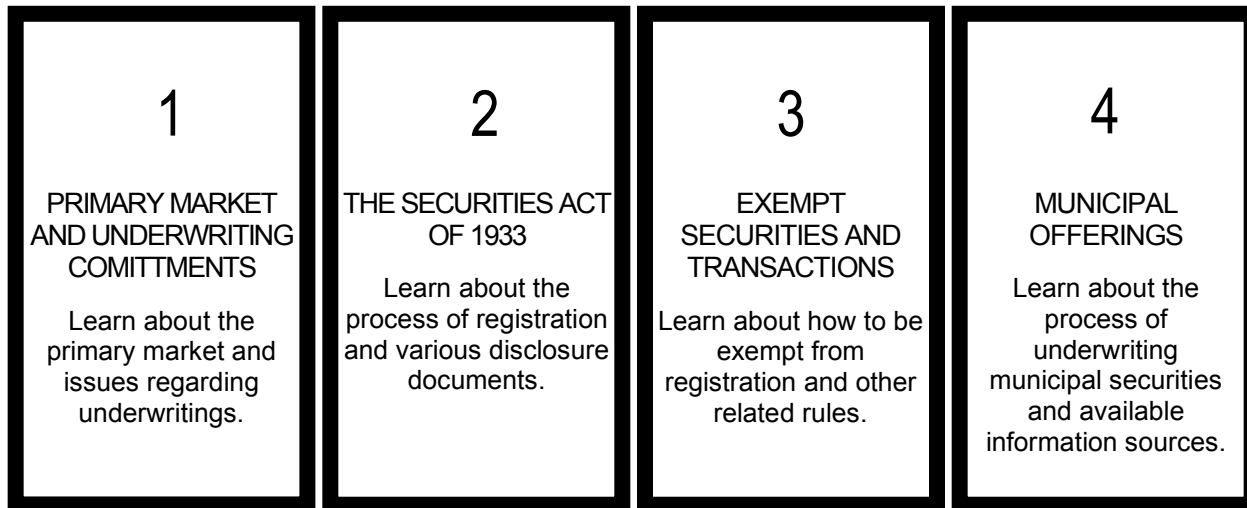 1
PRIMARY MARKET
AND UNDERWRITING
COMITTMENTS
Learn about the
primary market and
issues regarding
underwritings.
2
THE SECURITIES ACT
OF 1933
Learn about the
process of registration
and various disclosure
documents.
3
EXEMPT
SECURITIES AND
TRANSACTIONS
Learn about how to be
exempt from
registration and other
related rules.
4
MUNICIPAL
OFFERINGS
Learn about the
process of
underwriting
municipal securities
and available
information sources.